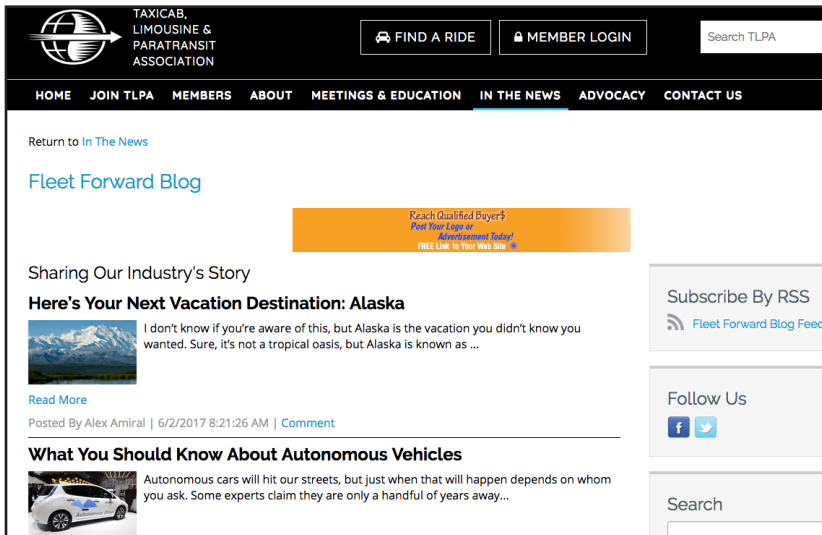 TAXICAB,
LIMOUSINE &
PARATRANSIT
ASSOCIATION
FIND A RIDE
MEMBER LOGIN
Search TLPA
HOME JOIN TLPA MEMBERS ABOUT MEETINGS & EDUCATION IN THE NEWS ADVOCACY CONTACT US
Return to In The News
Fleet Forward Blog
Reach Qualified Buyer$
Post Your Logo or
Advertisement Today!
FREE Link to Your Web Site
Sharing Our Industry's Story
Here's Your Next Vacation Destination: Alaska
I don't know if you're aware of this, but Alaska is the vacation you didn't know you
wanted. Sure, it's not a tropical oasis, but Alaska is known as ...
Read More
Posted By Alex Amiral | 6/2/2017 8:21:26 AM | Comment
What You Should Know About Autonomous Vehicles
Autonomous cars will hit our streets, but just when that will happen depends on whom
you ask. Some experts claim they are only a handful of years away...
Autonomous Drive
Subscribe By RSS
Fleet Forward Blog Feed
Follow Us
Search